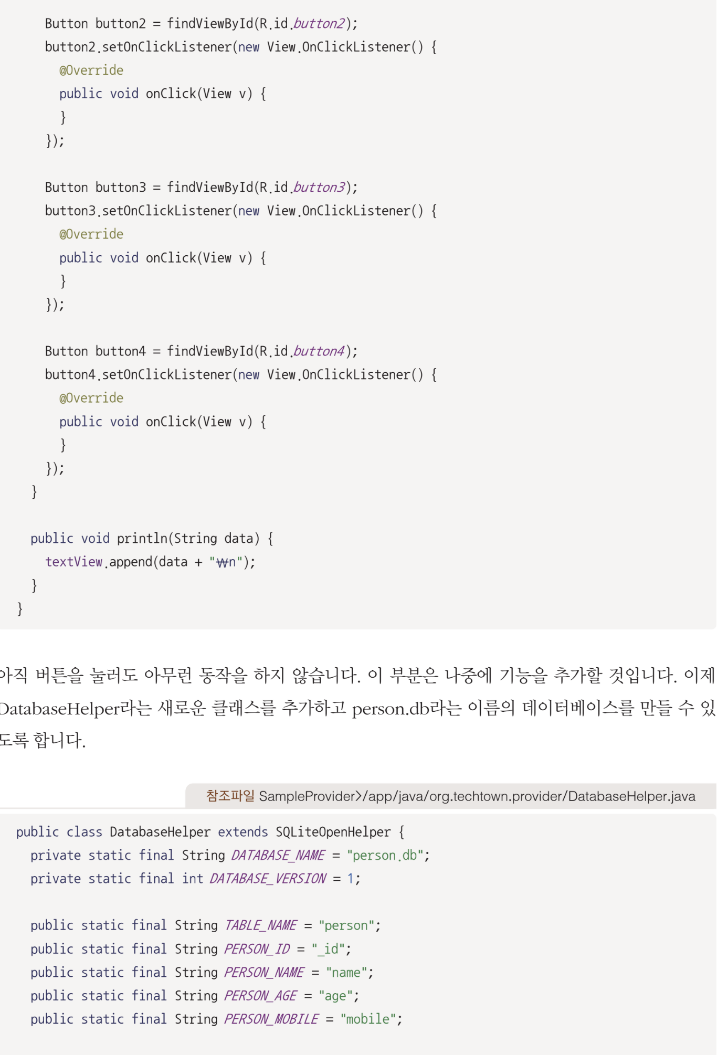 Button button2 = findViewById(R.id.button2);
button2.setOnClickListener(new View.OnClickListener() {
@Override
public void onClick(View v) {
}
});
Button button3 = findViewById(R.id.button3);
button3.setOnClickListener(new View.OnClickListener() {
@Override
public void onClick(View v) {
}
});
Button button4 = findViewById(R.id.button4);
button4.setOnClickListener(new View.OnClickListener() {
@Override
public void onClick(View v) {
}
});
}
public void println(String data) {
textView.append(data + "₩n");
}
}
아직 버튼을 눌러도 아무런 동작을 하지 않습니다. 이 부분은 나중에 기능을 추가할 것입니다. 이제
DatabaseHelper라는 새로운 클래스를 추가하고 person.db라는 이름의 데이터베이스를 만들 수 있
도록 합니다.
참조파일 SampleProvider>/app/java/org.techtown.provider/DatabaseHelper.java
public class DatabaseHelper extends SQLiteOpenHelper {
private static final String DATABASE_NAME = "person.db";
private static final int DATABASE_VERSION = 1;
public static final String TABLE_NAME = "person";
public static final String PERSON_ID = "_id";
public static final String PERSON_NAME = "name";
public static final String PERSON_AGE = "age";
public static final String PERSON_MOBILE = "mobile";